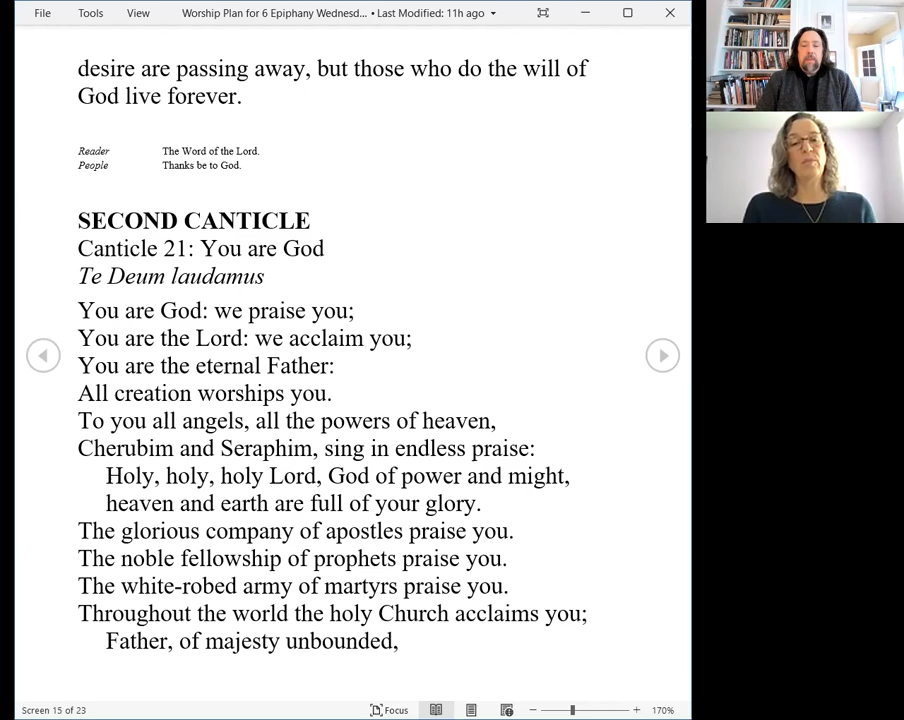 File Tools Worship Plan for 6 Epiphany Wednesd... • Last Modified: 11h ago
desire are passing away, but those who do the will of
God live forever.
Reader The Word of the Lord.
People Thanks be to God.
SECOND CANTICLE
Canticle 21: You are God
Te Deum laudamus
You are God: we praise you;
You are the Lord: we acclaim you;
You are the eternal Father:
All creation worships you.
To you all angels, all the powers of heaven,
Cherubim and Seraphim, sing in endless praise:
Holy, holy, holy Lord, God of power and might,
heaven and earth are full of your glory.
The glorious company of apostles praise you.
The noble fellowship of prophets praise you.
The white-robed army of martyrs praise you.
Throughout the world the holy Church acclaims you;
Father, of majesty unbounded,
Screen 15 of 23 Focus 170%